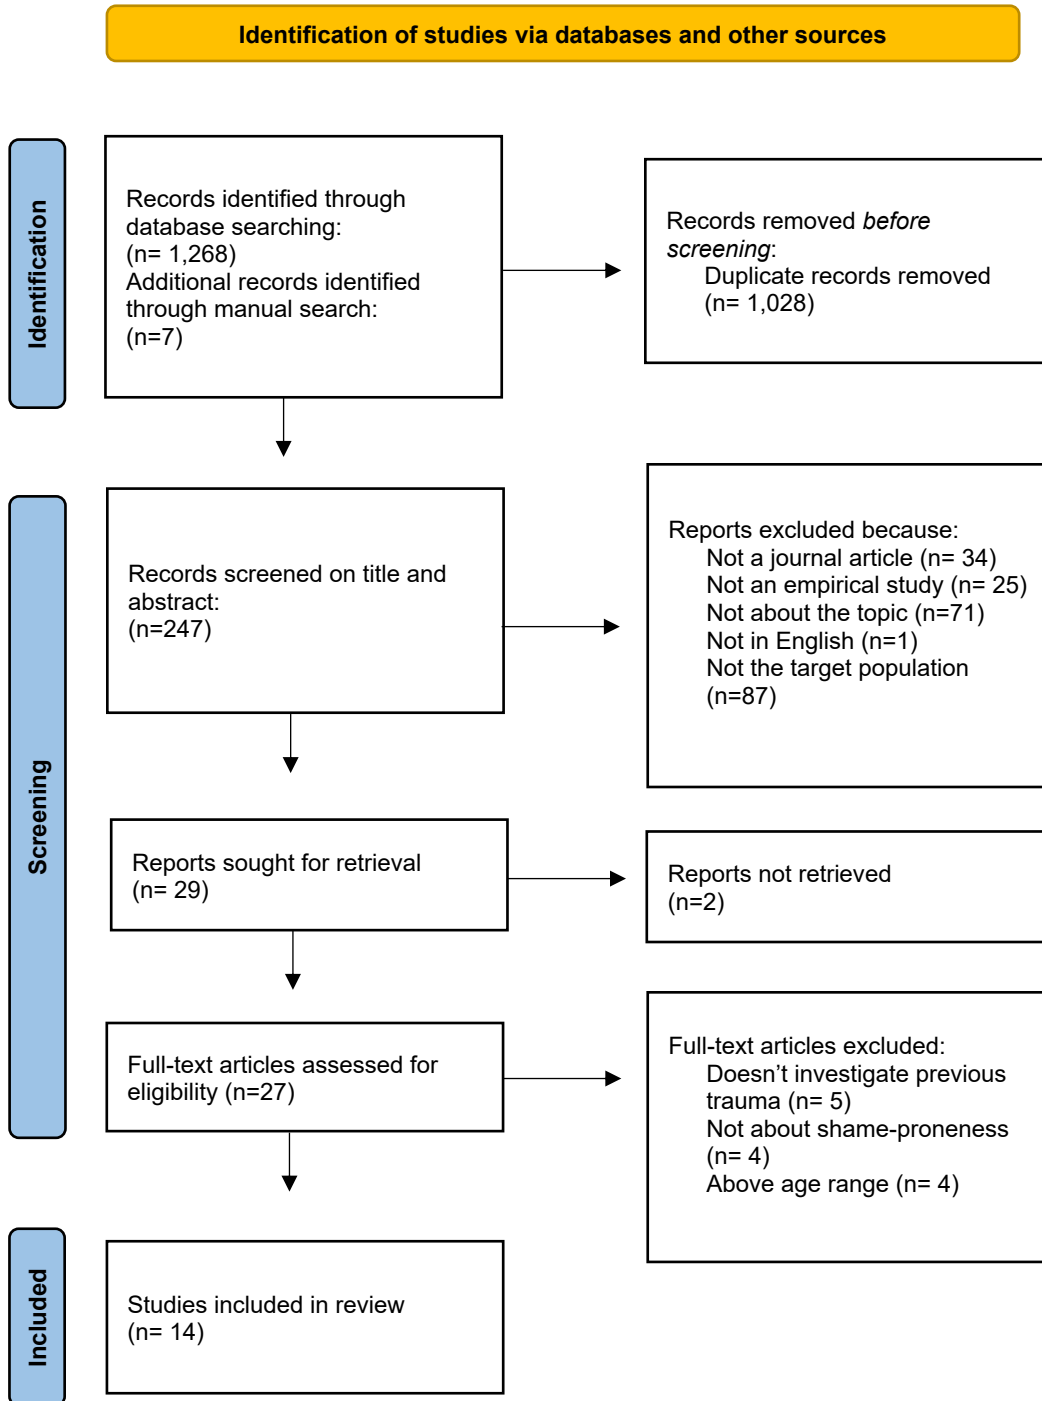 Identification of studies via databases and other sources
Identification
Records identified through
database searching:
(n= 1,268)
Additional records identified
through manual search:
(n=7)
Records removed before
screening:
Duplicate records removed
(n= 1,028)
Screening
Records screened on title and
abstract:
(n=247)
Reports excluded because:
Not a journal article (n= 34)
Not an empirical study (n= 25)
Not about the topic (n=71)
Not in English (n=1)
Not the target population
(n=87)
Reports sought for retrieval
(n= 29)
Reports not retrieved
(n=2)
Full-text articles assessed for
eligibility (n=27)
Full-text articles excluded:
Doesn’t investigate previous
trauma (n= 5)
Not about shame-proneness
(n= 4)
Above age range (n= 4)
Included
Studies included in review
(n= 14)